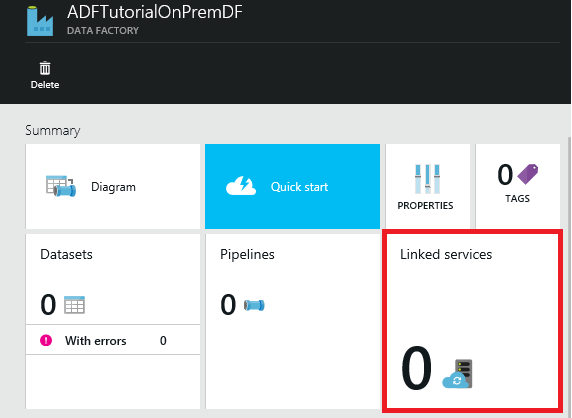 ADFTutorialOnPremDF
DATA FACTORY
Delete
Summary
Diagram
Quick start
PROPERTIES
0
TAGS
Datasets
0
! With errors 0
Pipelines
0
Linked services
0